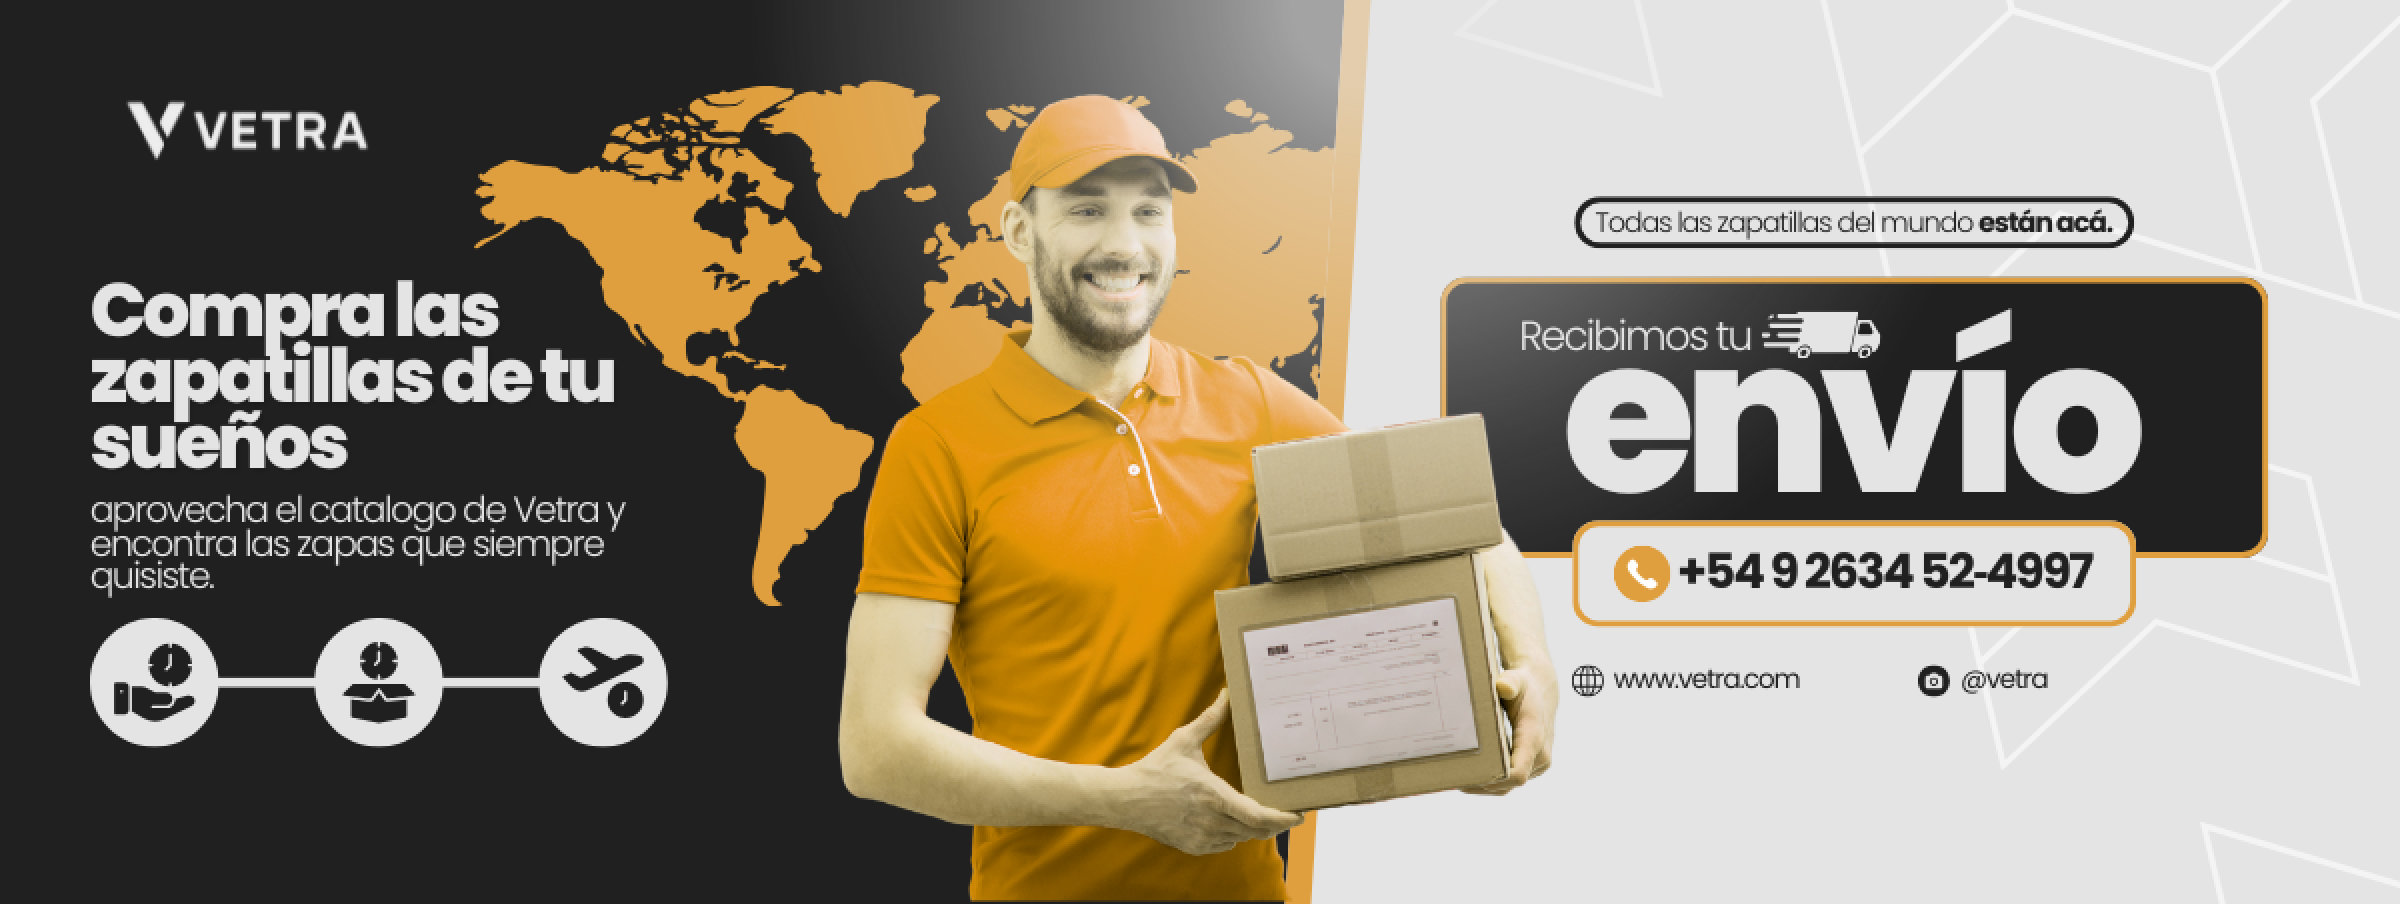 VETRA
Compra las
zapatillas de tu
sueños
aprovecha el catalogo de Vetra y
encontra las zapas que siempre
quisiste.
Todas las zapatillas del mundo están acá.
Recibimos tu
envío
+54 9 2634 52-4997
www.vetra.com
@vetra